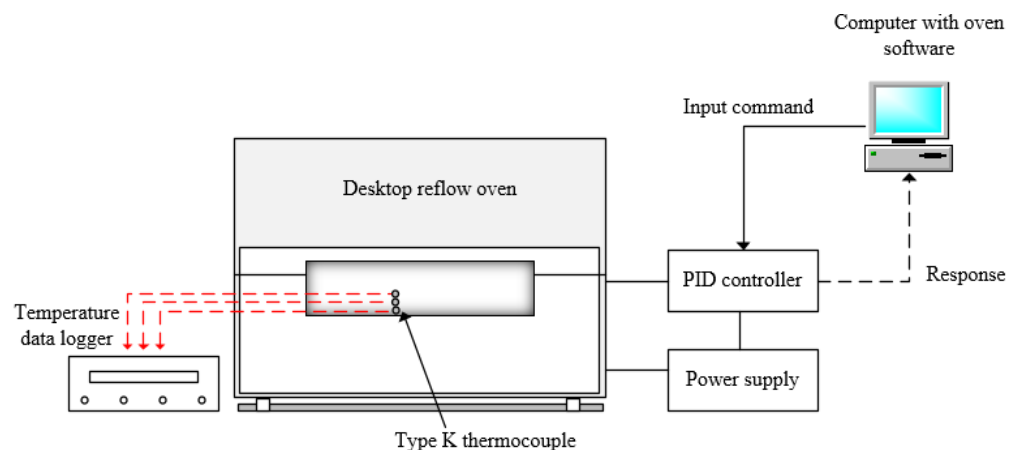 Computer with oven
software
Input command
Desktop reflow oven
PID controller
Response
Temperature
data logger
Power supply
Type K thermocouple